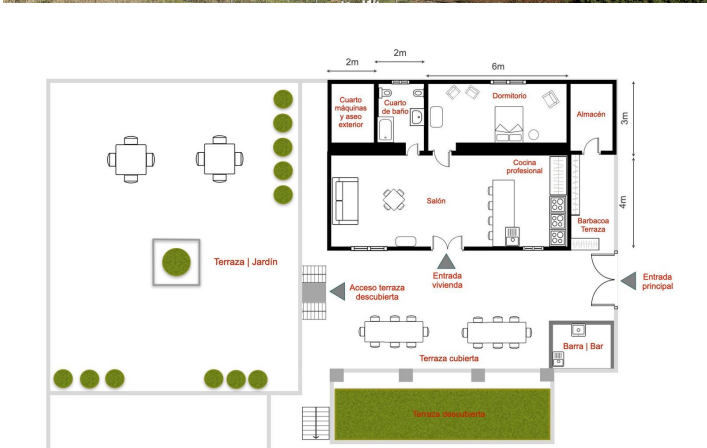 2m
2m
6m
Cuarto
máquinas
y aseo
exterior
Cuarto
de baño
Dormitorio
Almacén
3m
Cocina
profesional
Salón
4m
Barbacoa
Terraza
Terraza | Jardín
Entrada
vivienda
Entrada
principal
Acceso terraza
descubierta
Barra | Bar
Terraza cubierta
Terraza descubierta